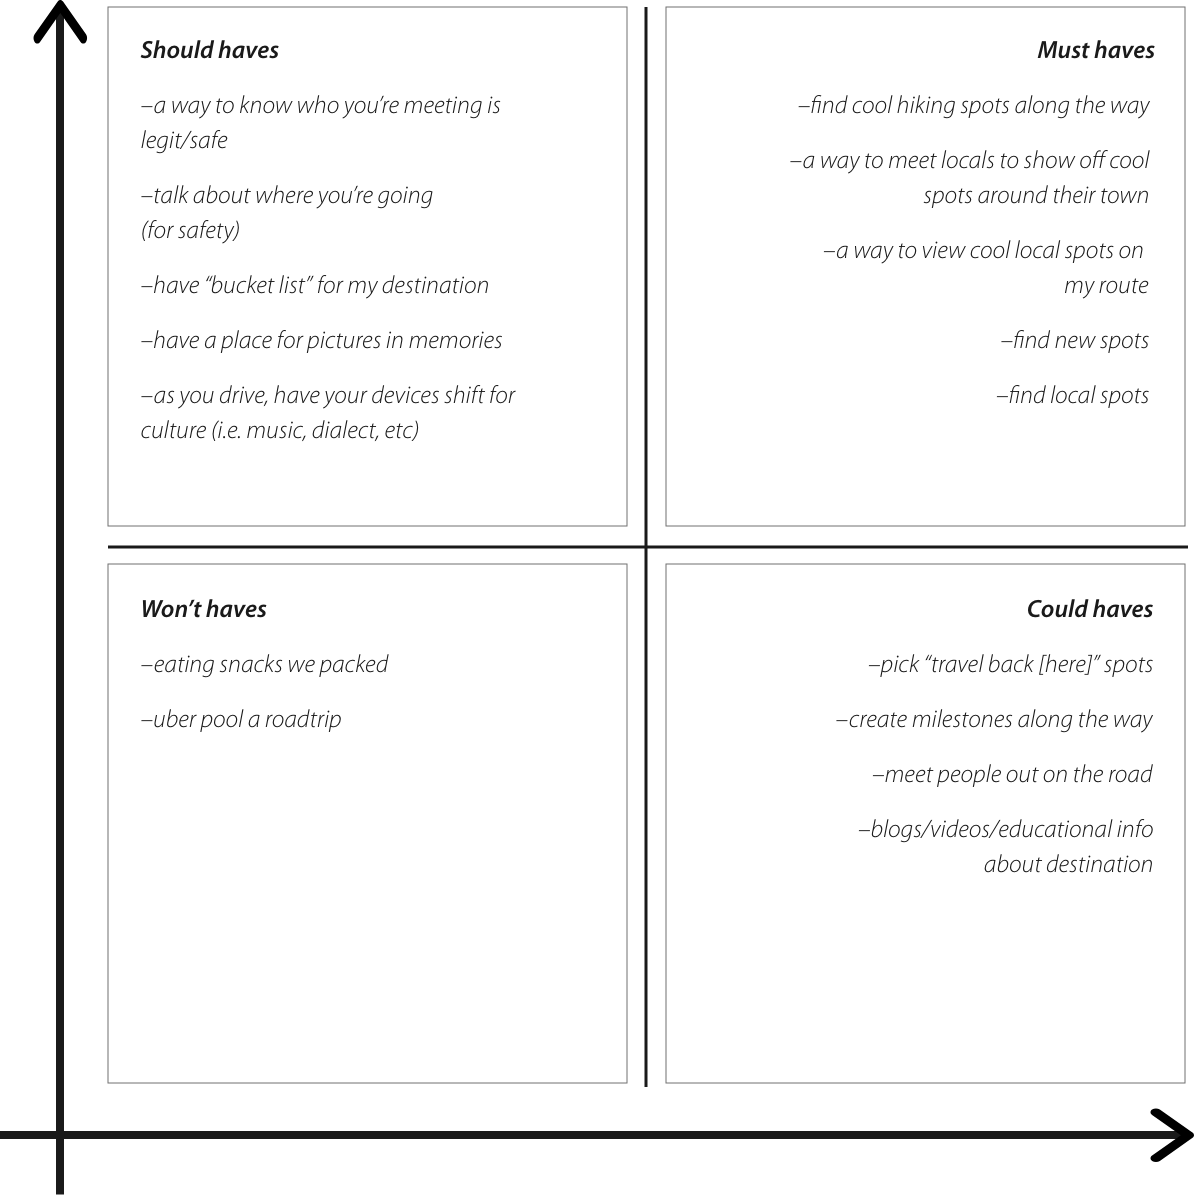 Should haves
–a way to know who you’re meeting is
legit/safe
–talk about where you’re going
(for safety)
–have “bucket list” for my destination
–have a place for pictures in memories
–as you drive, have your devices shift for
culture (i.e. music, dialect, etc)
Must haves
–find cool hiking spots along the way
–a way to meet locals to show off cool
spots around their town
–a way to view cool local spots on
my route
–find new spots
–find local spots
Won’t haves
–eating snacks we packed
–uber pool a roadtrip
Could haves
–pick “travel back [here]” spots
–create milestones along the way
–meet people out on the road
–blogs/videos/educational info
about destination